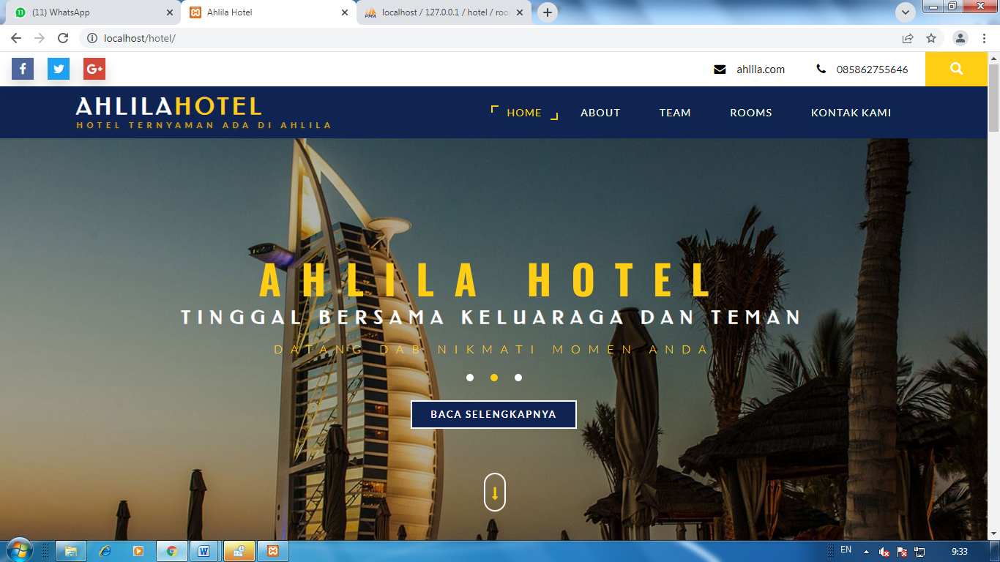 11
(11) WhatsApp
Ahlila Hotel
PMA
localhost / 127.0.0.1 / hotel / roo
localhost/hotel/
f
G+
ahlila.com
085862755646
AHLILAHOTEL
HOTEL TERNYAMAN ADA DI AHLILA
HOME
ABOUT
TEAM
ROOMS
KONTAK KAMI
AHLILA HOTEL
TINGGAL BERSAMA KELUARAGA DAN TEMAN
DATANG DAB NIKMATI MOMEN ANDA
BACA SELENGKAPNYA
W
EN
9:33